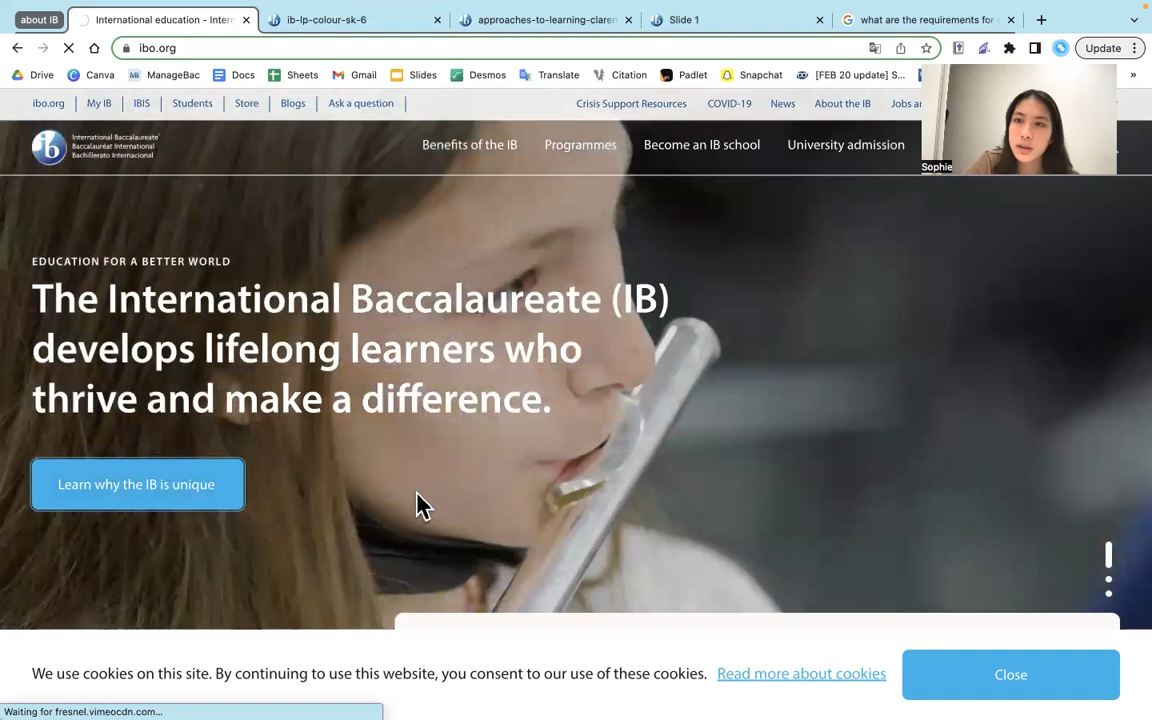 about IB
International education - Intern
ib-lp-colour-sk-6
approaches-to-learning-claren
Slide 1
what are the requirements for
ibo.org
Update
Drive
Canva
ManageBac
Docs
Sheets
Gmail
Slides
Desmos
Translate
Citation
Padlet
Snapchat
[FEB 20 update] S...
»
ibo.org
My IB
IBIS
Students
Store
Blogs
Ask a question
Crisis Support Resources
COVID-19
News
About the IB
Jobs
ib
International Baccalaureate®
Baccalauréat International
Bachillerato Internacional
Benefits of the IB
Programmes
Become an IB school
University admission
Sophie
EDUCATION FOR A BETTER WORLD
The International Baccalaureate (IB)
develops lifelong learners who
thrive and make a difference.
Learn why the IB is unique
We use cookies on this site. By continuing to use this website, you consent to our use of these cookies. Read more about cookies
Close
Waiting for fresnel.vimeocdn.com...